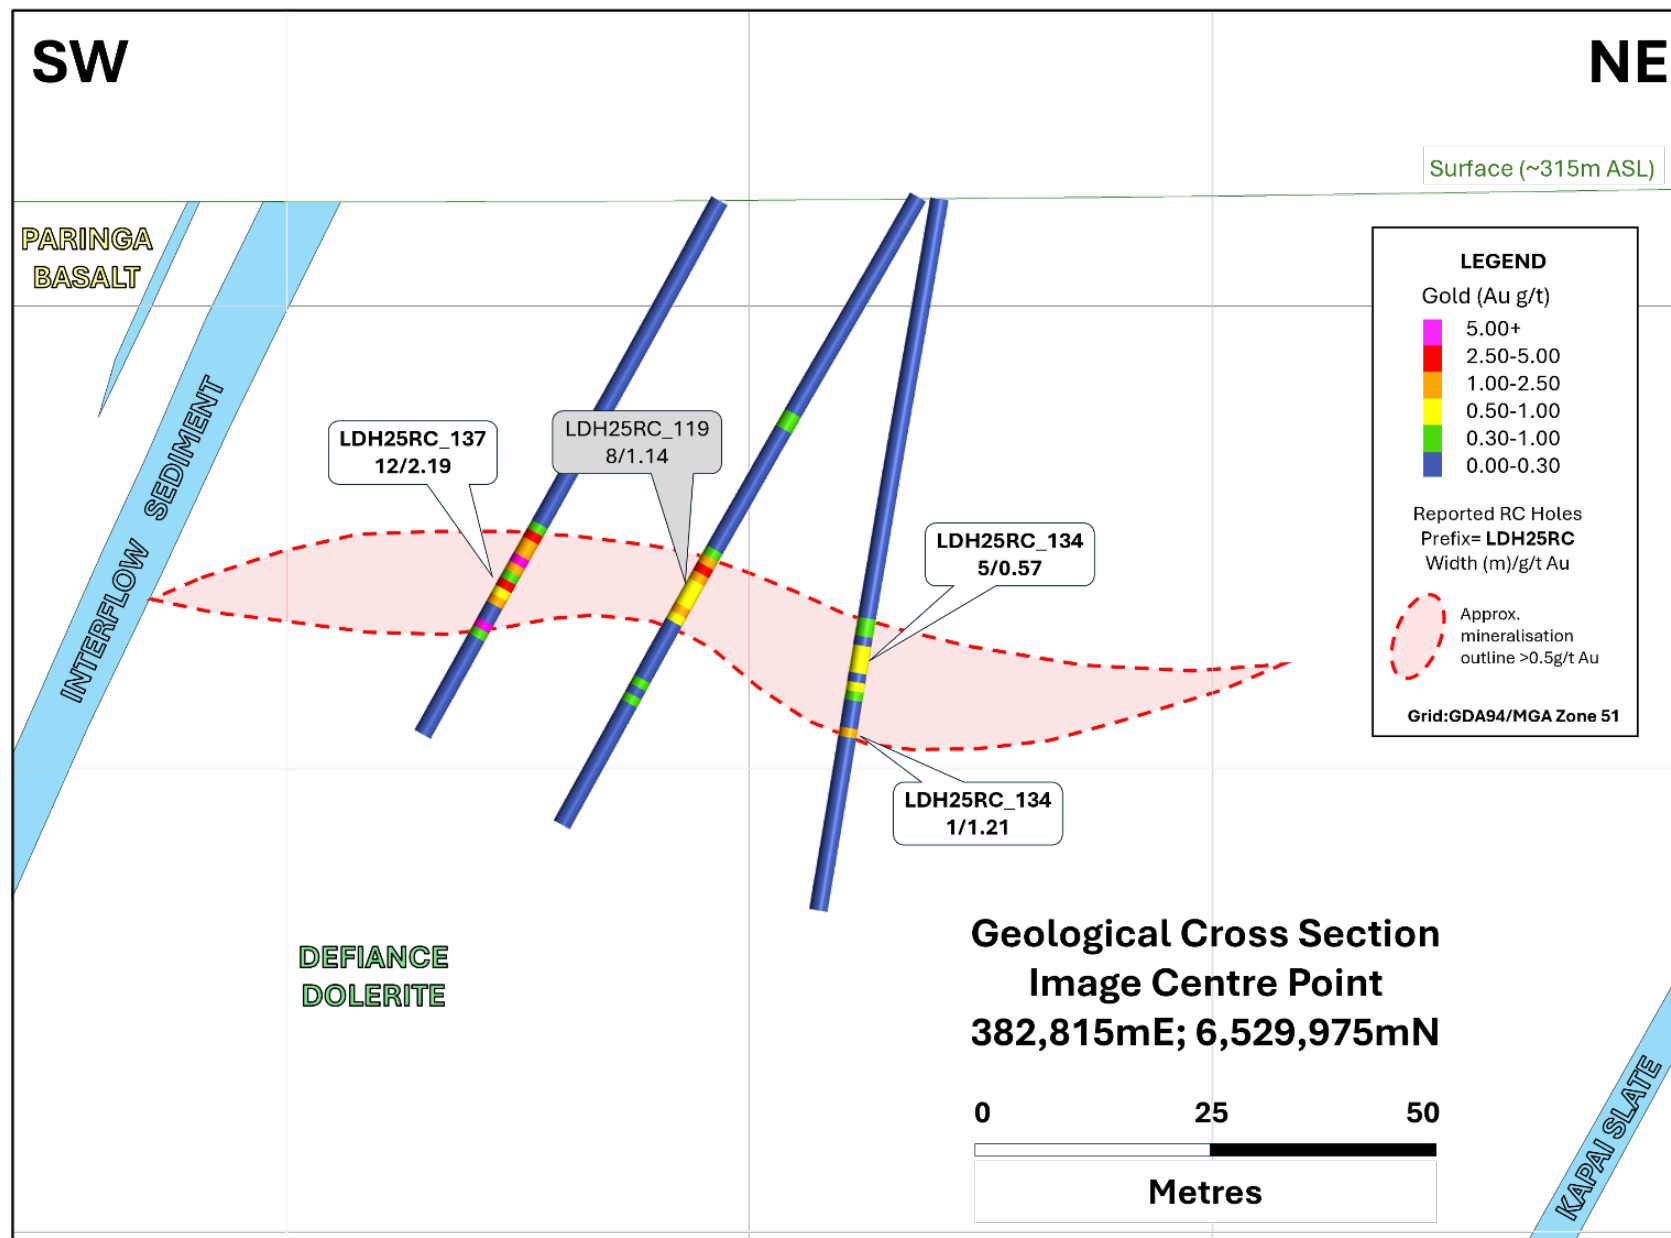 SW
NE
Surface (~315m ASL)
PARINGA
BASALT
INTERFLOW SEDIMENT
LDH25RC_137
12/2.19
LDH25RC_119
8/1.14
LDH25RC_134
5/0.57
LDH25RC_134
1/1.21
LEGEND
Gold (Au g/t)
5.00+
2.50-5.00
1.00-2.50
0.50-1.00
0.30-1.00
0.00-0.30
Reported RC Holes
Prefix= LDH25RC
Width (m)/g/t Au
Approx.
mineralisation
outline >0.5g/t Au
Grid:GDA94/MGA Zone 51
DEFIANCE
DOLERITE
Geological Cross Section
Image Centre Point
382,815mE; 6,529,975mN
0 25 50
Metres
KAPAI SLATE